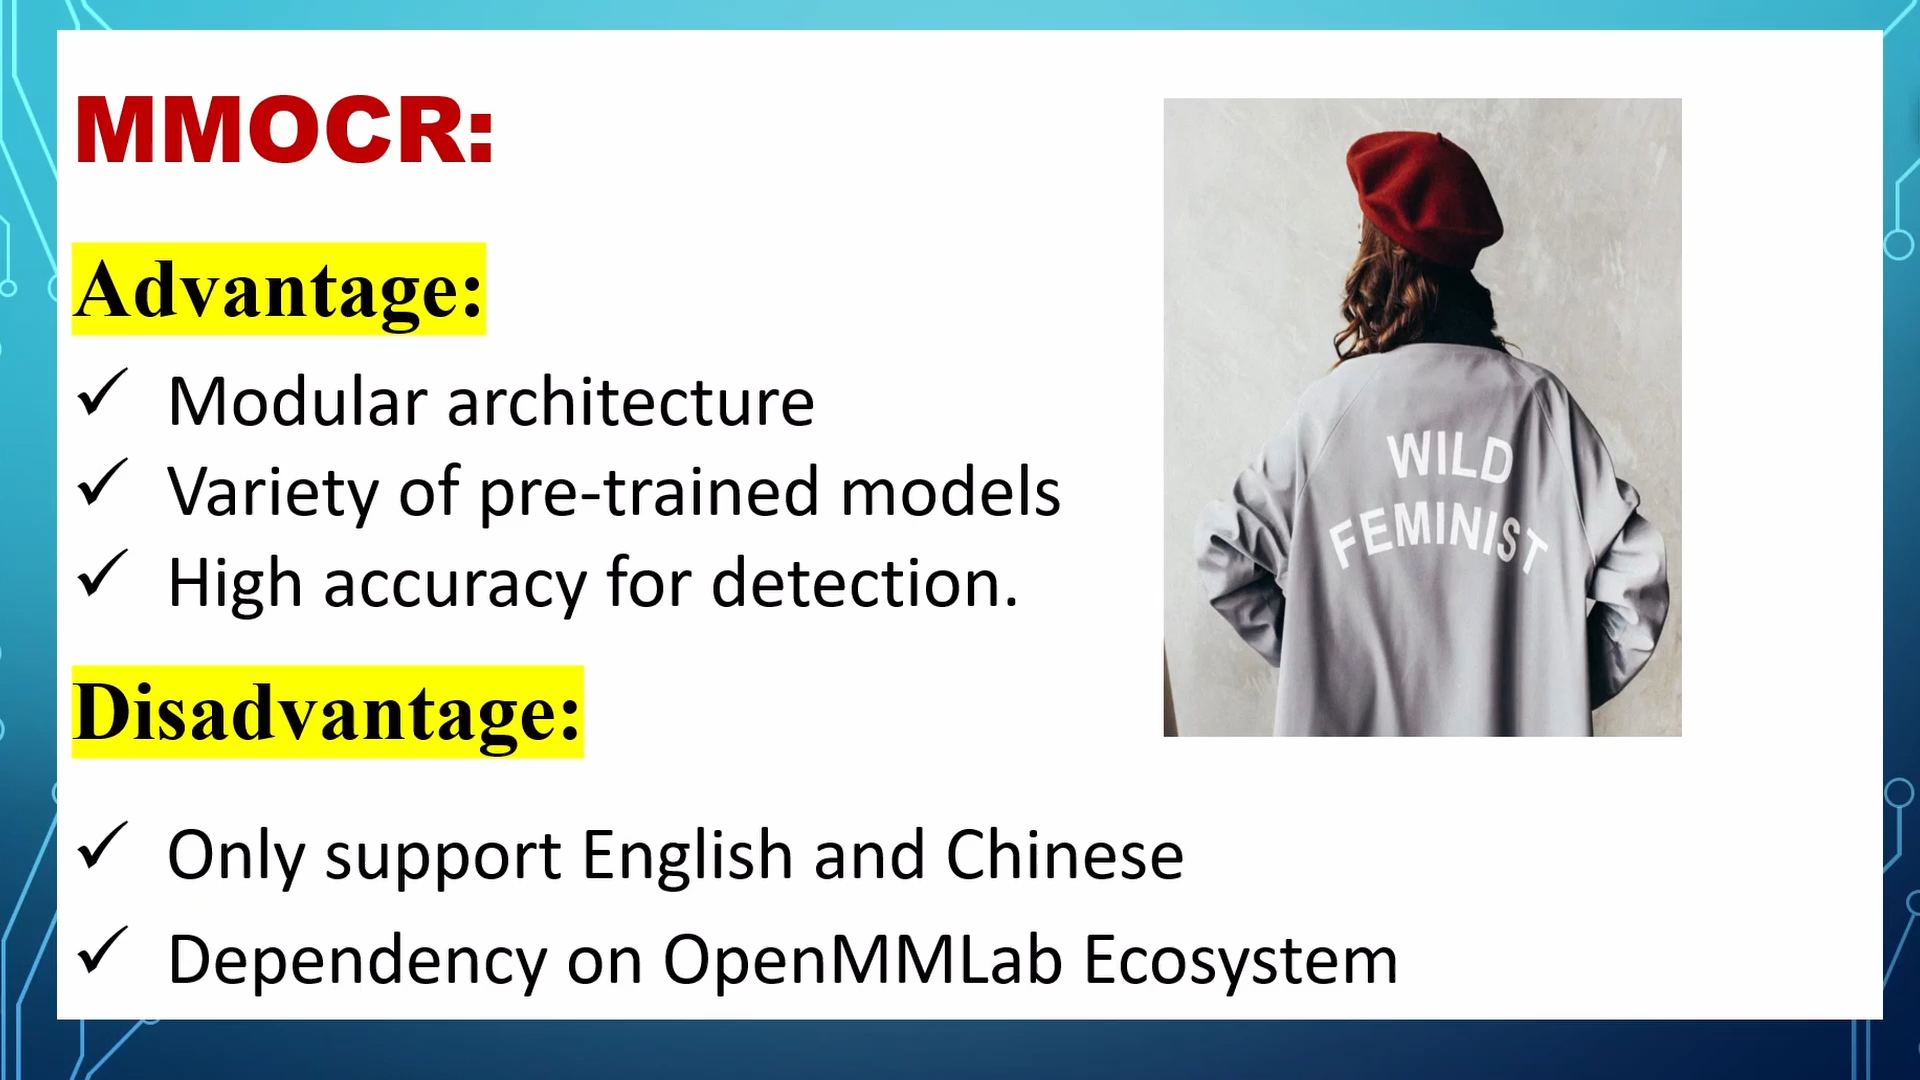 MMOCR:
Advantage:
✓ Modular architecture
✓ Variety of pre-trained models
✓ High accuracy for detection.
WILD
FEMINIST
Disadvantage:
✓ Only support English and Chinese
✓ Dependency on OpenMMLab Ecosystem